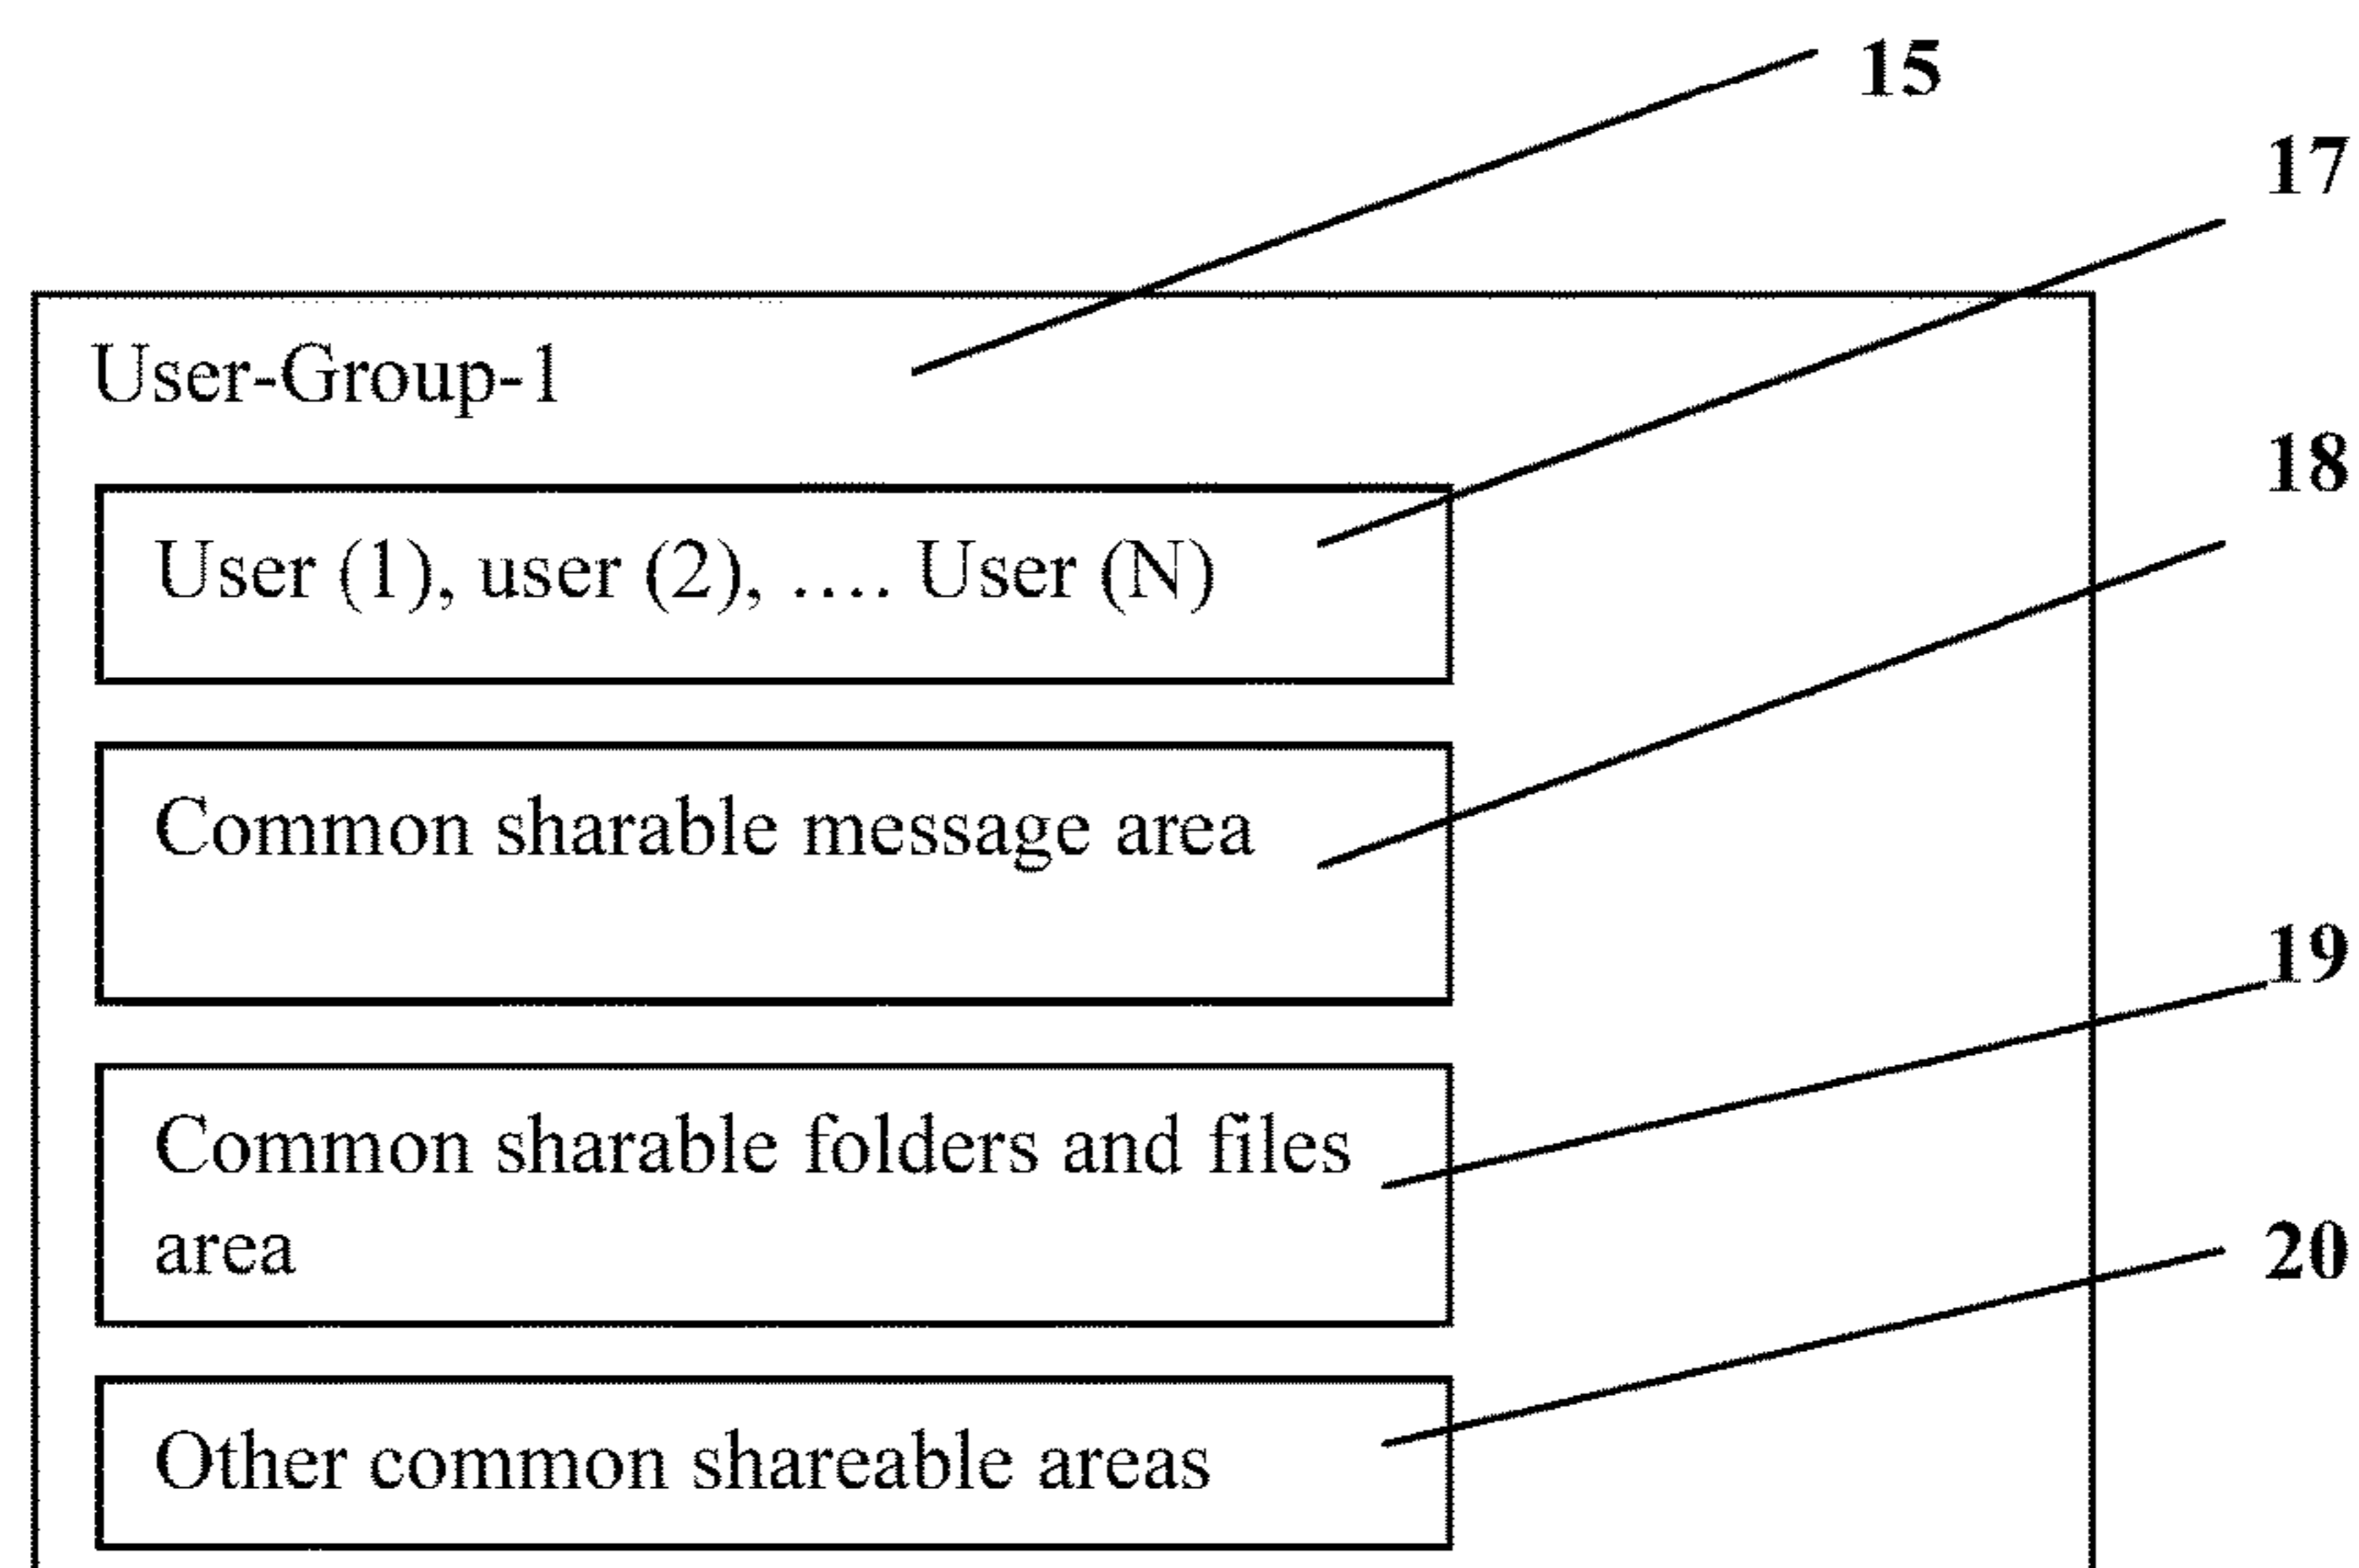 15
17
User-Group-1
18
User (1), user (2), .... User (N)
Common sharable message area
19
Common sharable folders and files
area
20
Other common shareable areas